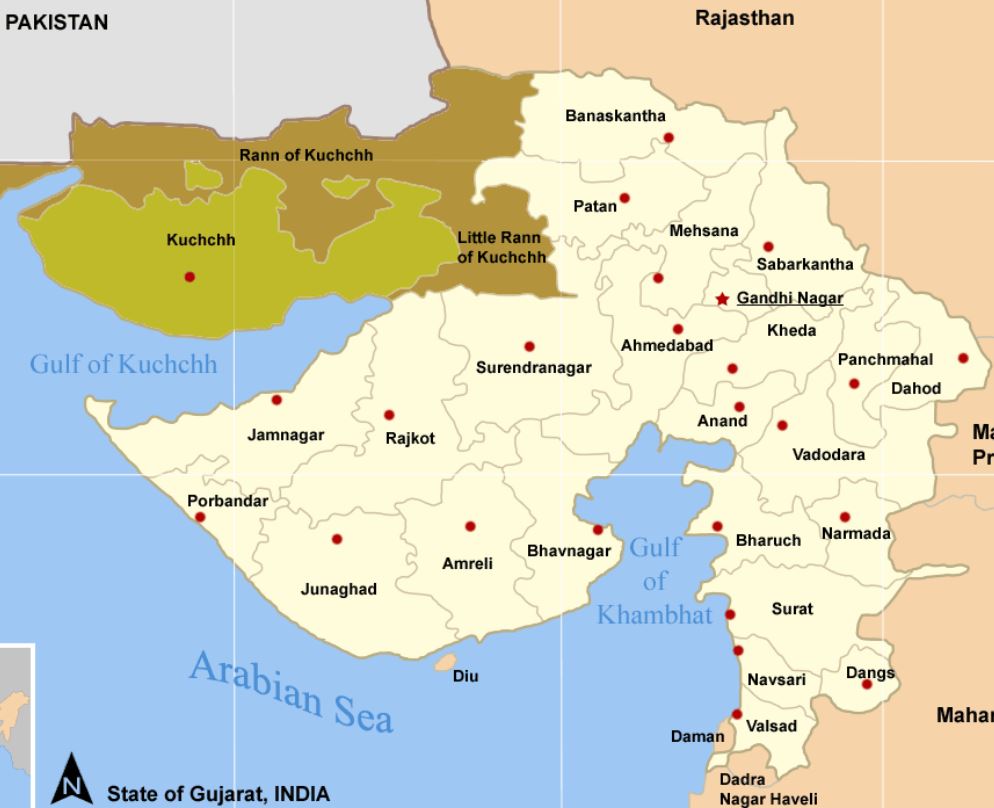 PAKISTAN
Rajasthan
Banaskantha
Rann of Kuchchh
Patan
Mehsana
Kuchchh
Little Rann
of Kuchchh
Sabarkantha
Gandhi Nagar
Kheda
Ahmedabad
Panchmahal
Gulf of Kuchchh
Surendranagar
Dahod
Anand
Jamnagar
Rajkot
Ma
Pr
Vadodara
Porbandar
Narmada
Bharuch
Bhavnagar
Gulf
of
Khambhat
Amreli
Junaghad
Surat
Arabian Sea
Diu
Dangs
Navsari
Mahar
Valsad
Daman
Dadra
Nagar Haveli
N
State of Gujarat, INDIA